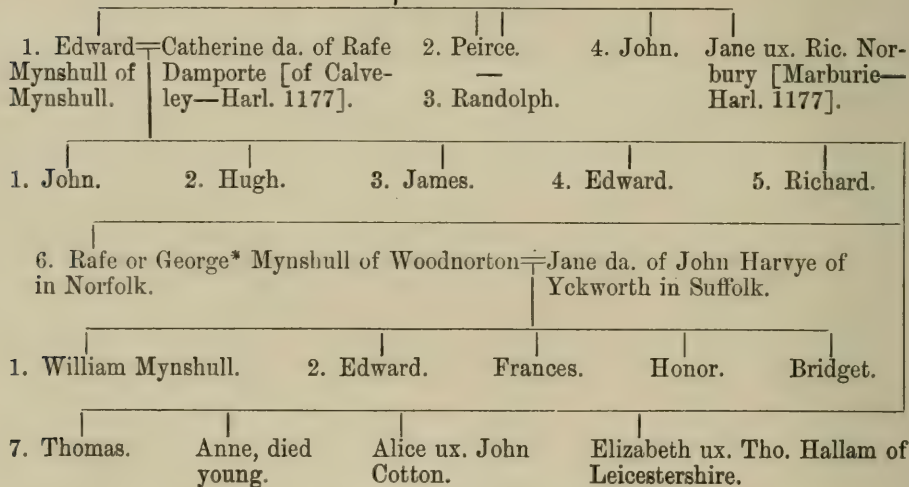 1. Edward=Catherine da. of Rafe 2. Peirce. 4. John. Jane ux. Ric. Nor-
Mynshull of Damporte [of Calve- — bury [Marburie—
Mynshull. ley—Harl. 1177]. 3. Randolph. Harl. 1177].
1. John. 2. Hugh. 3. James. 4. Edward. 5. Richard.
6. Rafe or George* Mynshull of Woodnorton=Jane da. of John Harvye of
in Norfolk. Yckworth in Suffolk.
1. William Mynshull. 2. Edward. Frances. Honor. Bridget.
7. Thomas. Anne, died Alice ux. John Elizabeth ux. Tho. Hallam of
young. Cotton. Leicestershire.